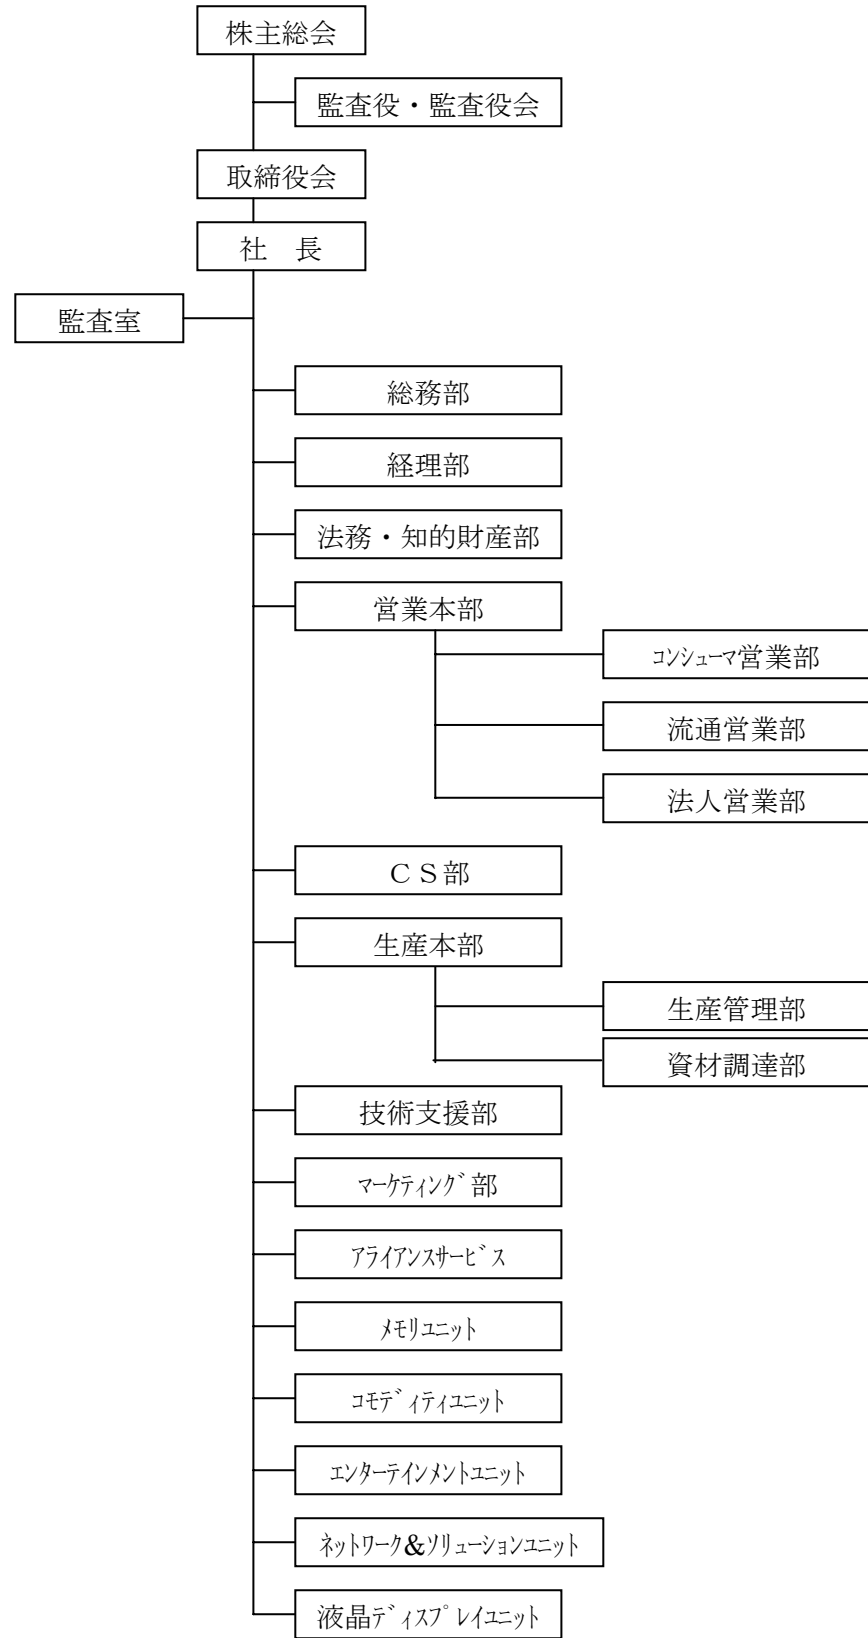 株主総会
監査役・監査役会
取締役会
社　長
監査室
総務部
経理部
法務・知的財産部
営業本部
ｺﾝｼｭｰﾏ営業部
流通営業部
法人営業部
ＣＳ部
生産本部
生産管理部
資材調達部
技術支援部
ﾏｰｹﾃｨﾝｸﾞ部
ｱﾗｲｱﾝｽｻｰﾋﾞｽ
ﾒﾓﾘﾕﾆｯﾄ
ｺﾓﾃﾞｨﾃｨﾕﾆｯﾄ
ｴﾝﾀｰﾃｲﾝﾒﾝﾄﾕﾆｯﾄ
ﾈｯﾄﾜｰｸ&ｿﾘｭｰｼｮﾝﾕﾆｯﾄ
液晶ﾃﾞｨｽﾌﾟﾚｲﾕﾆｯﾄ